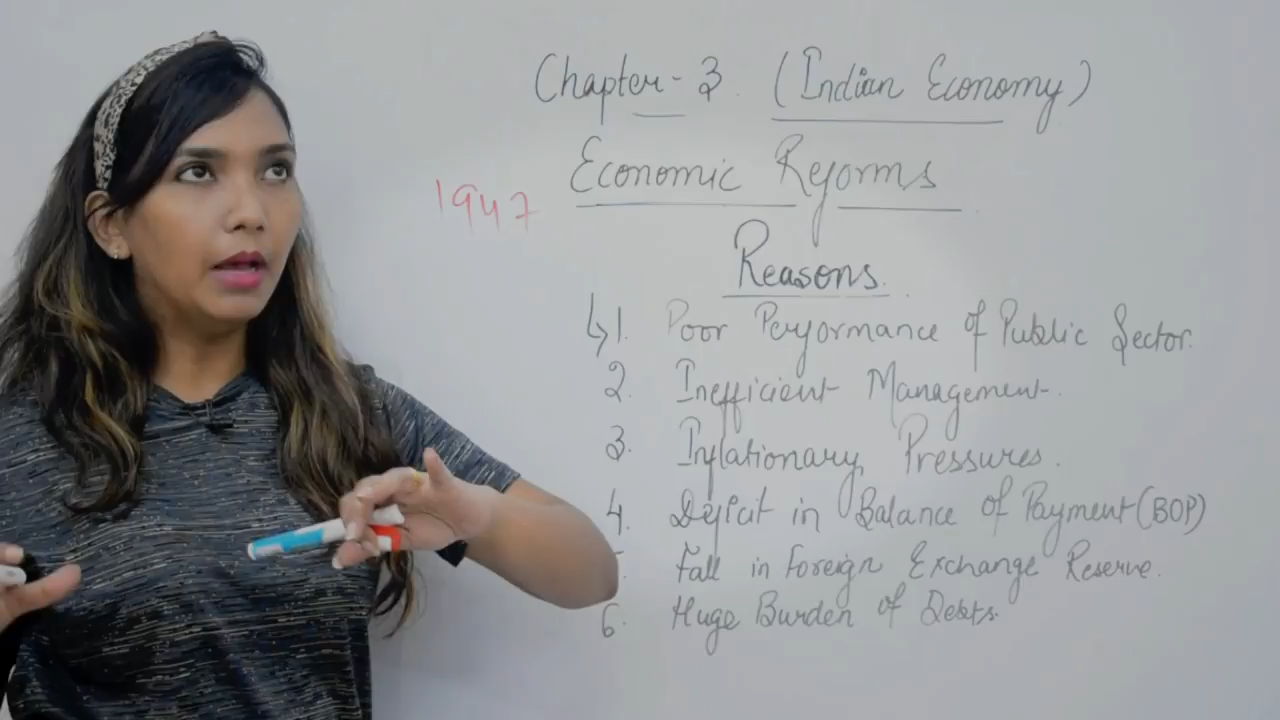 Chapter-3 (Indian Economy)
Economic Reforms
1947
Reasons.
↳1. Poor Performance of Public Sector.
2. Inefficient Management.
3. Inflationary Pressures.
4. Deficit in Balance of Payment (BOP)
Fall in Foreign Exchange Reserve.
6. Huge Burden of Debts.